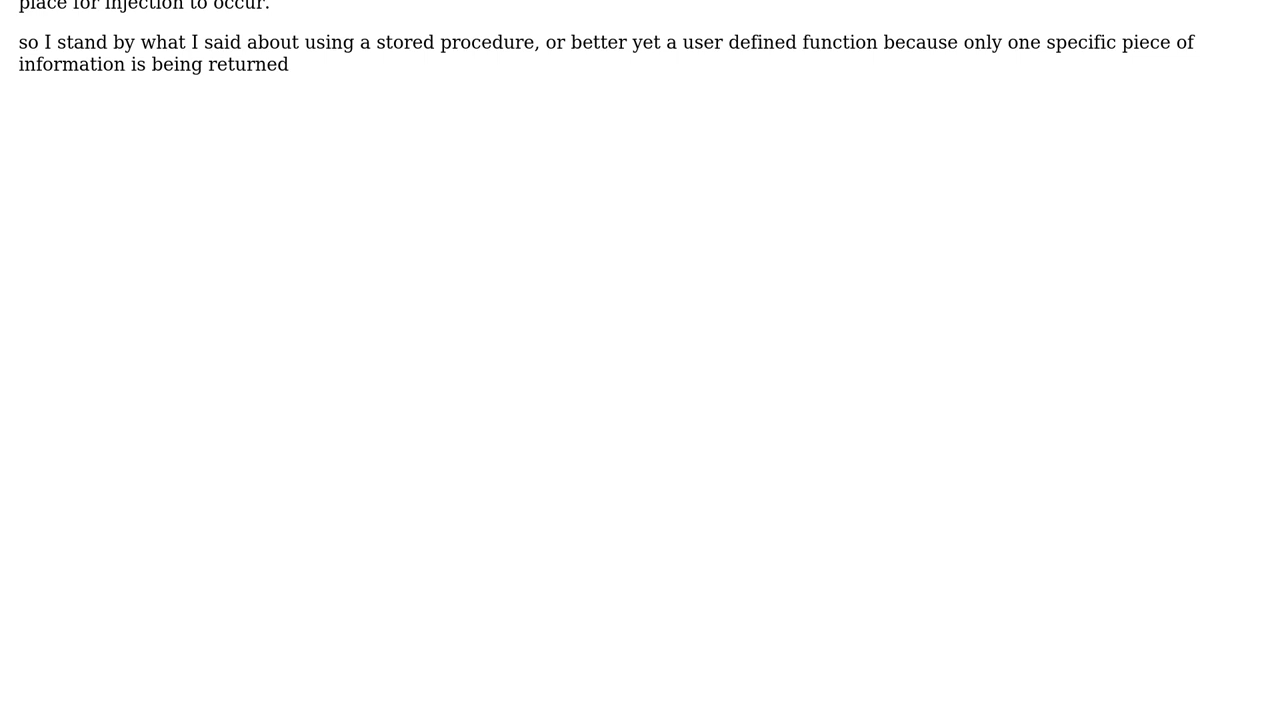 place for injection to occur.
so I stand by what I said about using a stored procedure, or better yet a user defined function because only one specific piece of
information is being returned